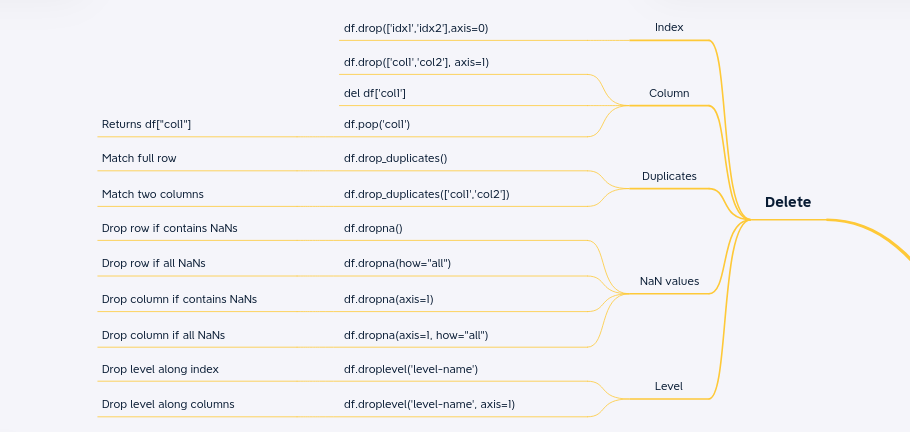 df.drop(['idx1','idx2'],axis=0)
Index
df.drop(['col1','col2'], axis=1)
del df['col1']
Column
Returns df["col1"]
df.pop('col1')
Match full row
df.drop_duplicates()
Duplicates
Match two columns
df.drop_duplicates(['col1','col2'])
Delete
Drop row if contains NaNs
df.dropna()
Drop row if all NaNs
df.dropna(how="all")
NaN values
Drop column if contains NaNs
df.dropna(axis=1)
Drop column if all NaNs
df.dropna(axis=1, how="all")
Drop level along index
df.droplevel('level-name')
Level
Drop level along columns
df.droplevel('level-name', axis=1)